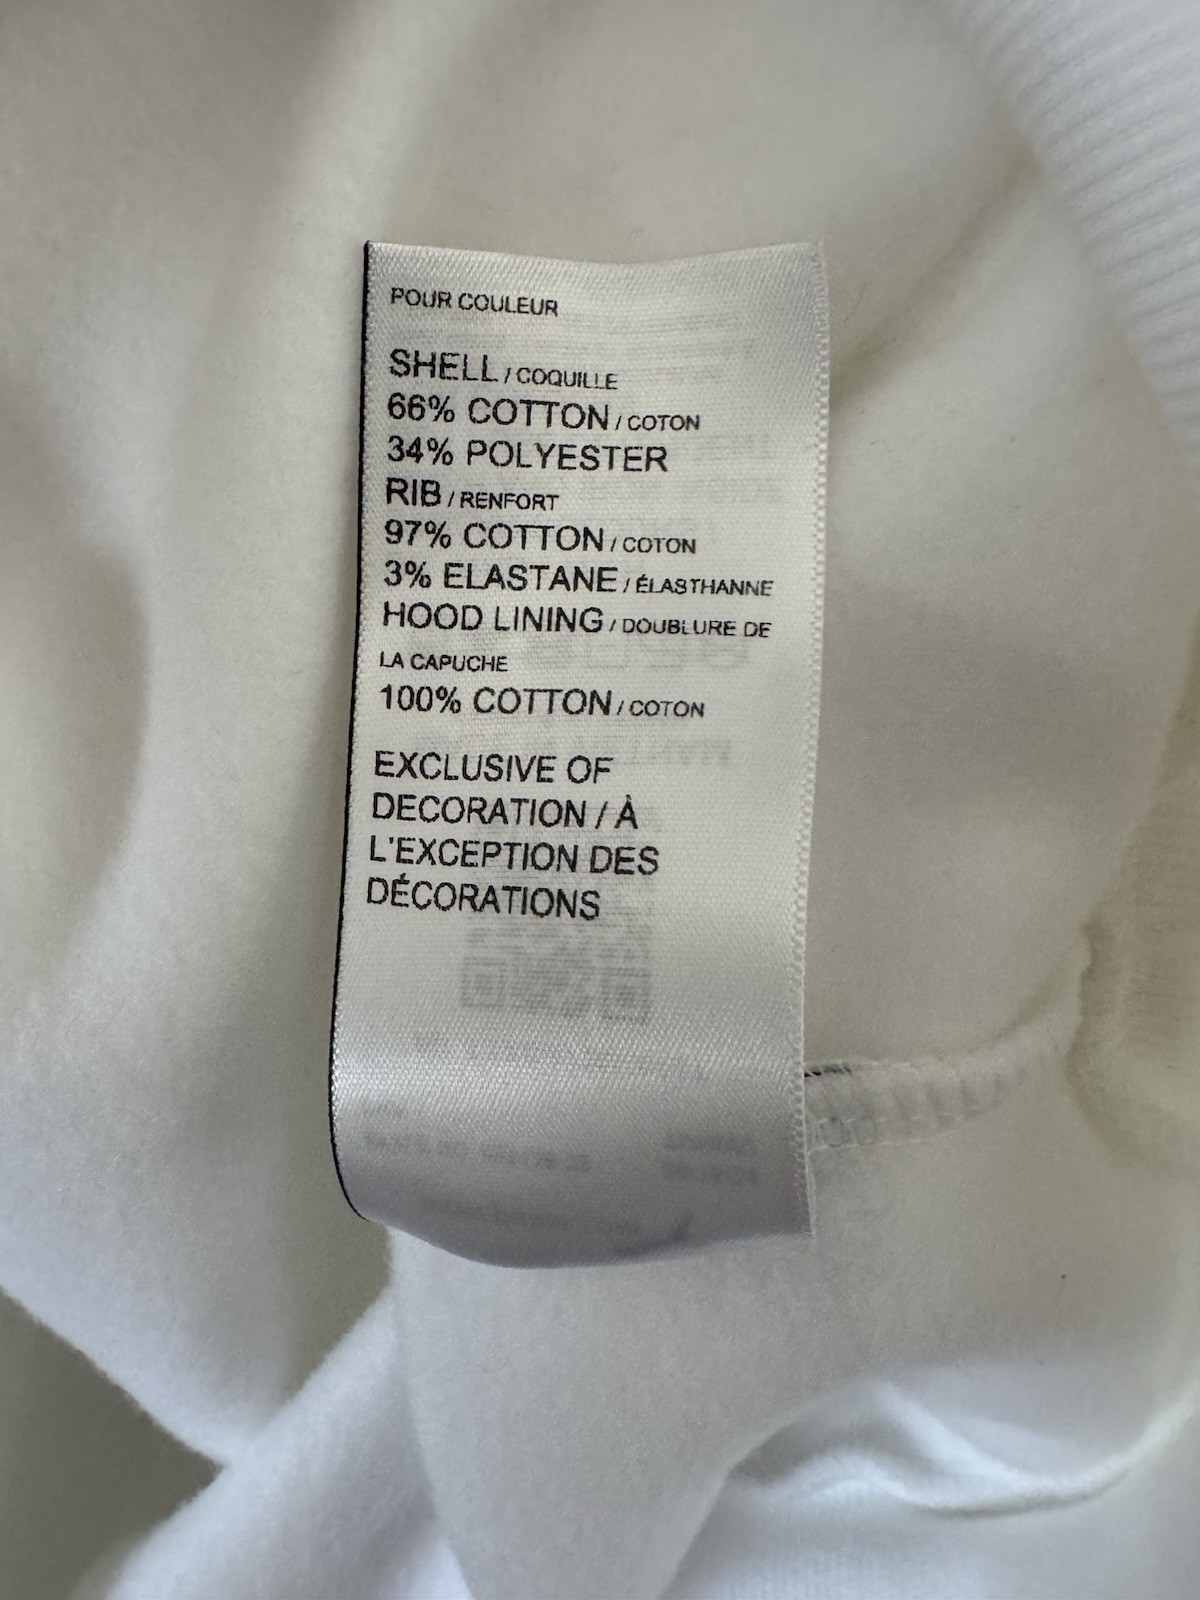 POUR COULEUR
SHELL / COQUILLE
66% COTTON / COTON
34% POLYESTER
RIB / RENFORT
97% COTTON / COTON
3% ELASTANE / ÉLASTHANNE
HOOD LINING / DOUBLURE DE
LA CAPUCHE
100% COTTON / COTON
EXCLUSIVE OF
DECORATION / À
L'EXCEPTION DES
DÉCORATIONS